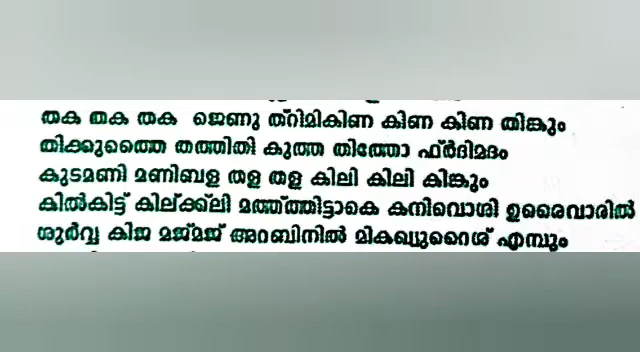 തക തക തക ജെണു ത്റിമികിണ കിണ കിണ തിങ്കും
തിക്കുത്തൈ തത്തിതി കുത്ത തിത്തോ ഫ്ർദിമദം
കുടമണി മണിബള തള തള കിലി കിലി കിങ്കും
കിൽകിട്ട് കില്ക്ക്ലി മത്ത്ത്തിട്ടാകെ കനിവൊശി ഉരൈവാരിൽ
ശുർവ്വ കിജ മജ്മജ് അറബിനിൽ മികഖ്യുറൈശ് എമ്പും